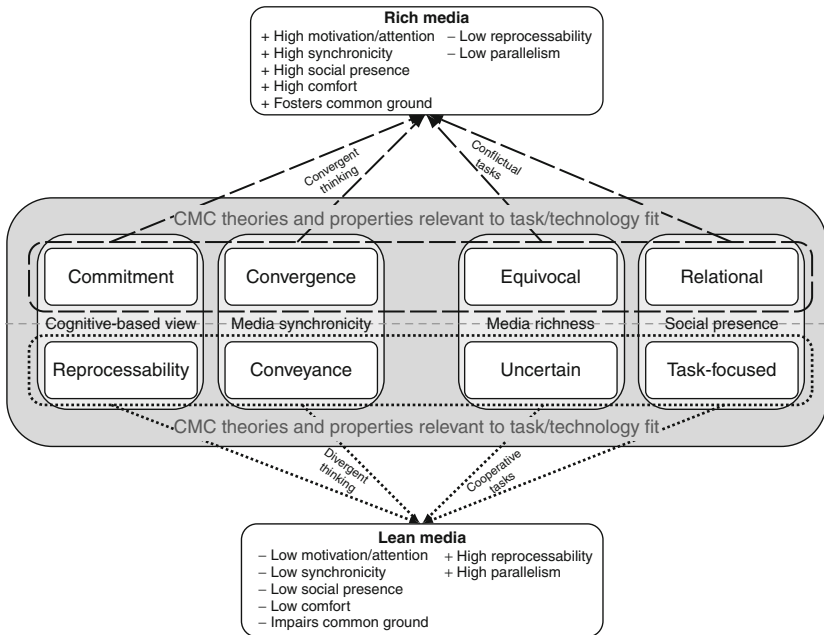 Rich media
+ High motivation/attention
+ High synchronicity
+ High social presence
+ High comfort
+ Fosters common ground
– Low reprocessability
– Low parallelism
Convergent
thinking
Conflictual
tasks
CMC theories and properties relevant to task/technology fit
Commitment
Convergence
Equivocal
Relational
Cognitive-based view
Media synchronicity
Media richness
Social presence
Reprocessability
Conveyance
Uncertain
Task-focused
CMC theories and properties relevant to task/technology fit
Divergent
thinking
Cooperative
tasks
Lean media
– Low motivation/attention
– Low synchronicity
– Low social presence
– Low comfort
– Impairs common ground
+ High reprocessability
+ High parallelism